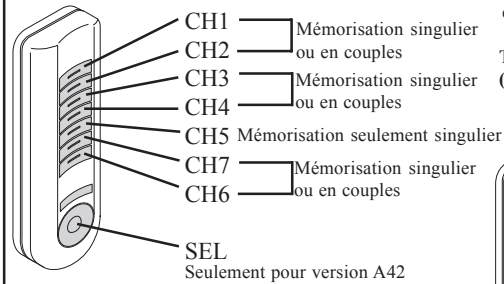 CH1
Mémorisation singulier
CH2
ou en couples
CH3
Mémorisation singulier
CH4
ou en couples
CH5 Mémorisation seulement singulier
CH7
Mémorisation singulier
CH6
ou en couples
SEL
Seulement pour version A42